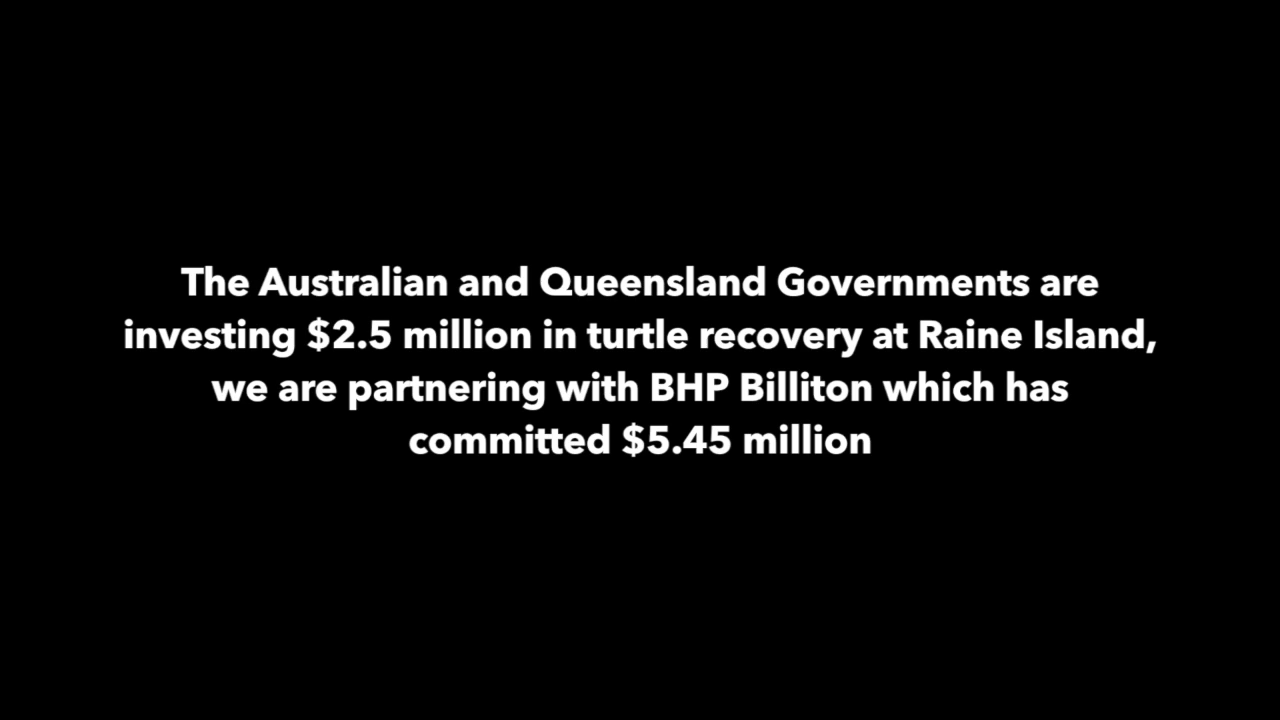 The Australian and Queensland Governments are
investing $2.5 million in turtle recovery at Raine Island,
we are partnering with BHP Billiton which has
committed $5.45 million